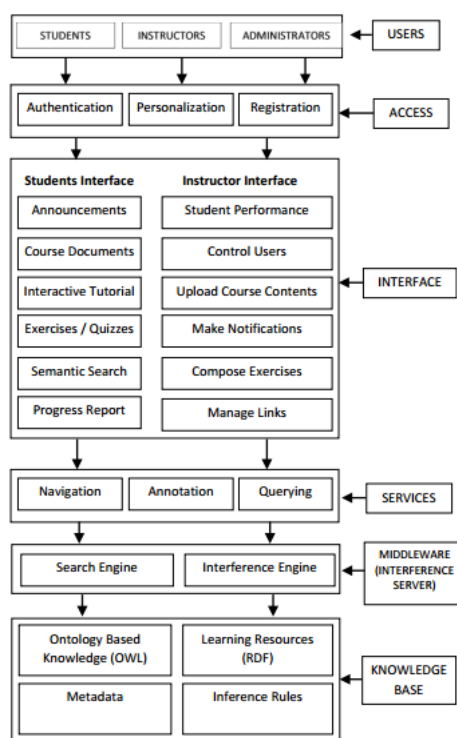 STUDENTS INSTRUCTORS ADMINISTRATORS USERS
Authentication Personalization Registration ACCESS
Students Interface Instructor Interface
Announcements Student Performance
Course Documents Control Users
Interactive Tutorial Upload Course Contents INTERFACE
Exercises / Quizzes Make Notifications
Semantic Search Compose Exercises
Progress Report Manage Links
Navigation Annotation Querying SERVICES
Search Engine Interference Engine
MIDDLEWARE
(INTERFERENCE
SERVER)
Ontology Based
Knowledge (OWL)
Learning Resources
(RDF)
Metadata Inference Rules
KNOWLEDGE
BASE